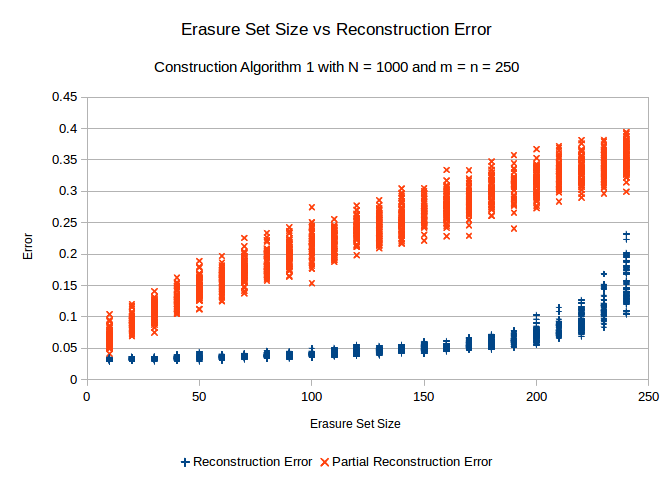 Erasure Set Size vs Reconstruction Error
Construction Algorithm 1 with N = 1000 and m = n = 250
0.45
0.4
0.35
0.3
0.25
0.2
0.15
0.1
0.05
0
Error
0 50 100 150 200 250
Erasure Set Size
Reconstruction Error Partial Reconstruction Error